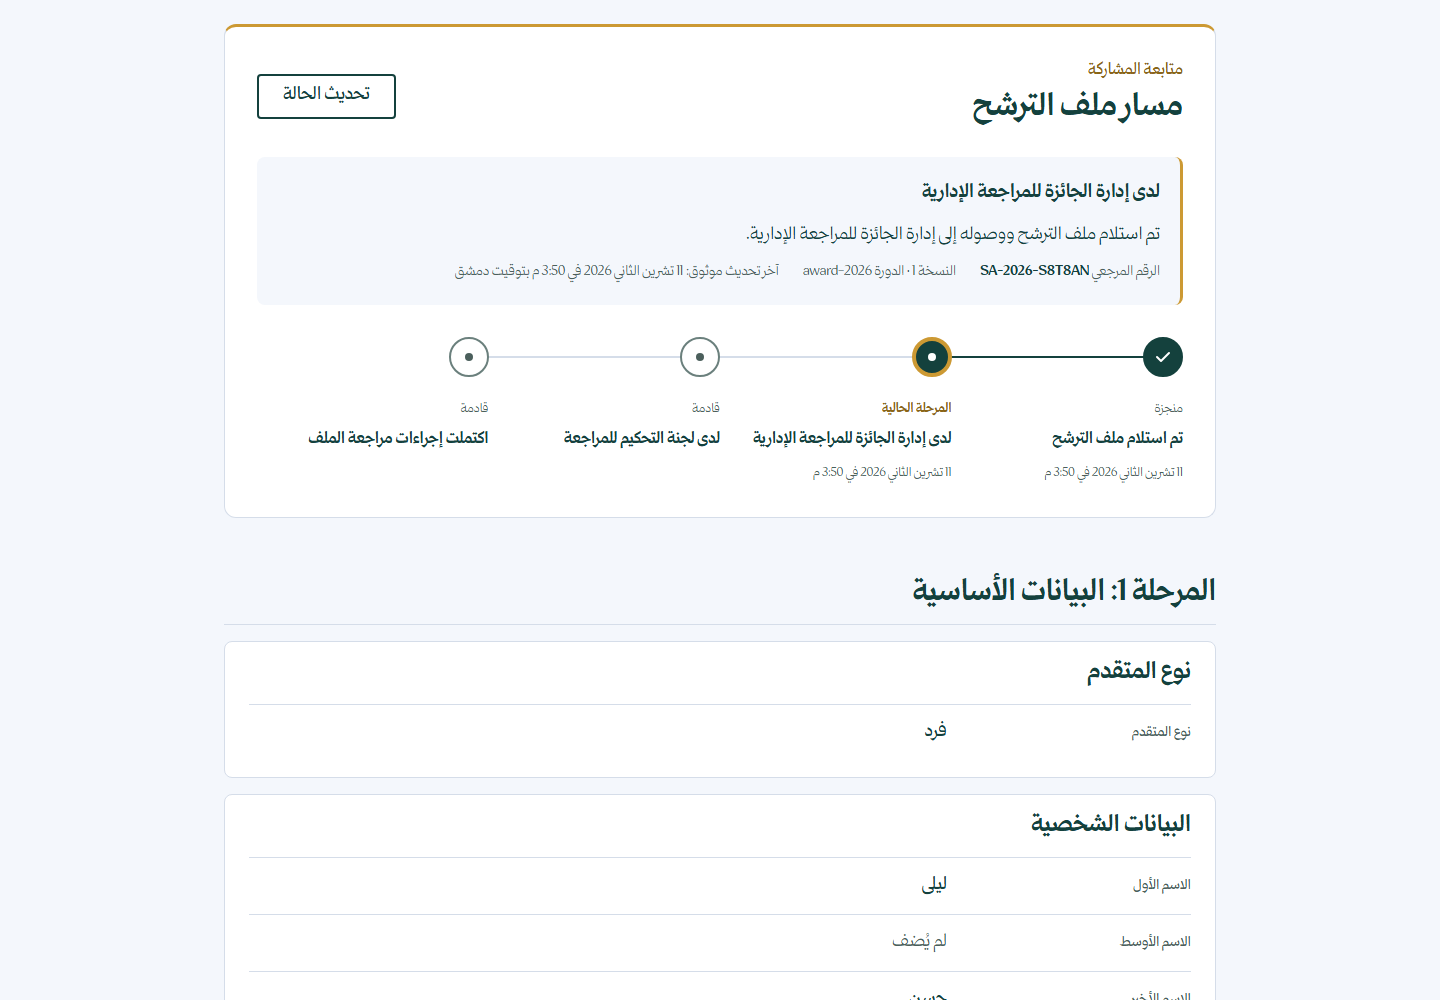 متابعة المشاركة
مسار ملف الترشح
تحديث الحالة
لدى إدارة الجائزة للمراجعة الإدارية
تم استلام ملف الترشح ووصوله إلى إدارة الجائزة للمراجعة الإدارية.
الرقم المرجعي SA-2026-S8T8AN النسخة 1 · الدورة award-2026 آخر تحديث موثوق: 11 تشرين الثاني 2026 في 3:50 م بتوقيت دمشق
منجزة
تم استلام ملف الترشح
11 تشرين الثاني 2026 في 3:50 م
المرحلة الحالية
لدى إدارة الجائزة للمراجعة الإدارية
11 تشرين الثاني 2026 في 3:50 م
قادمة
لدى لجنة التحكيم للمراجعة
قادمة
اكتملت إجراءات مراجعة الملف
المرحلة 1: البيانات الأساسية
نوع المتقدم
نوع المتقدم فرد
البيانات الشخصية
الاسم الأول ليلى
الاسم الأوسط لم يُضف